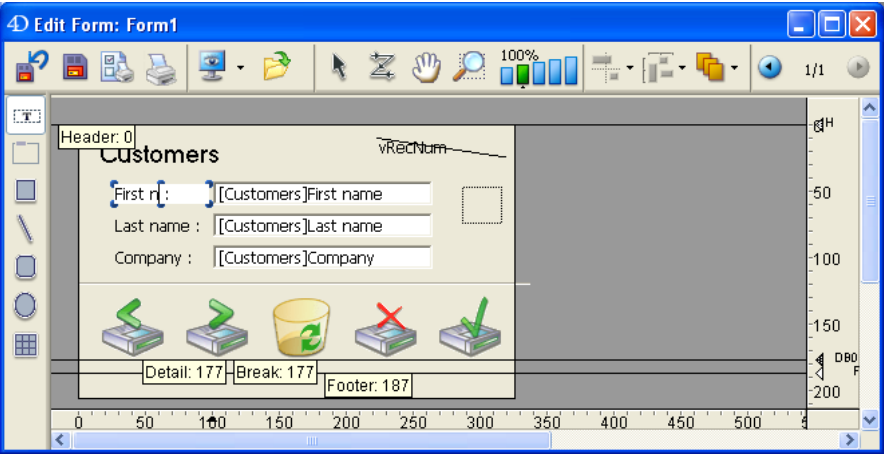 4D Edit Form: Form1
100%
1/1
T
Header: 0
H
Customers
vRecNum
First n :
[Customers]First name
50
Last name :
[Customers]Last name
Company :
[Customers]Company
100
150
DB0
F
Detail: 177
Break: 177
Footer: 187
200
0 50 100 150 200 250 300 350 400 450 500